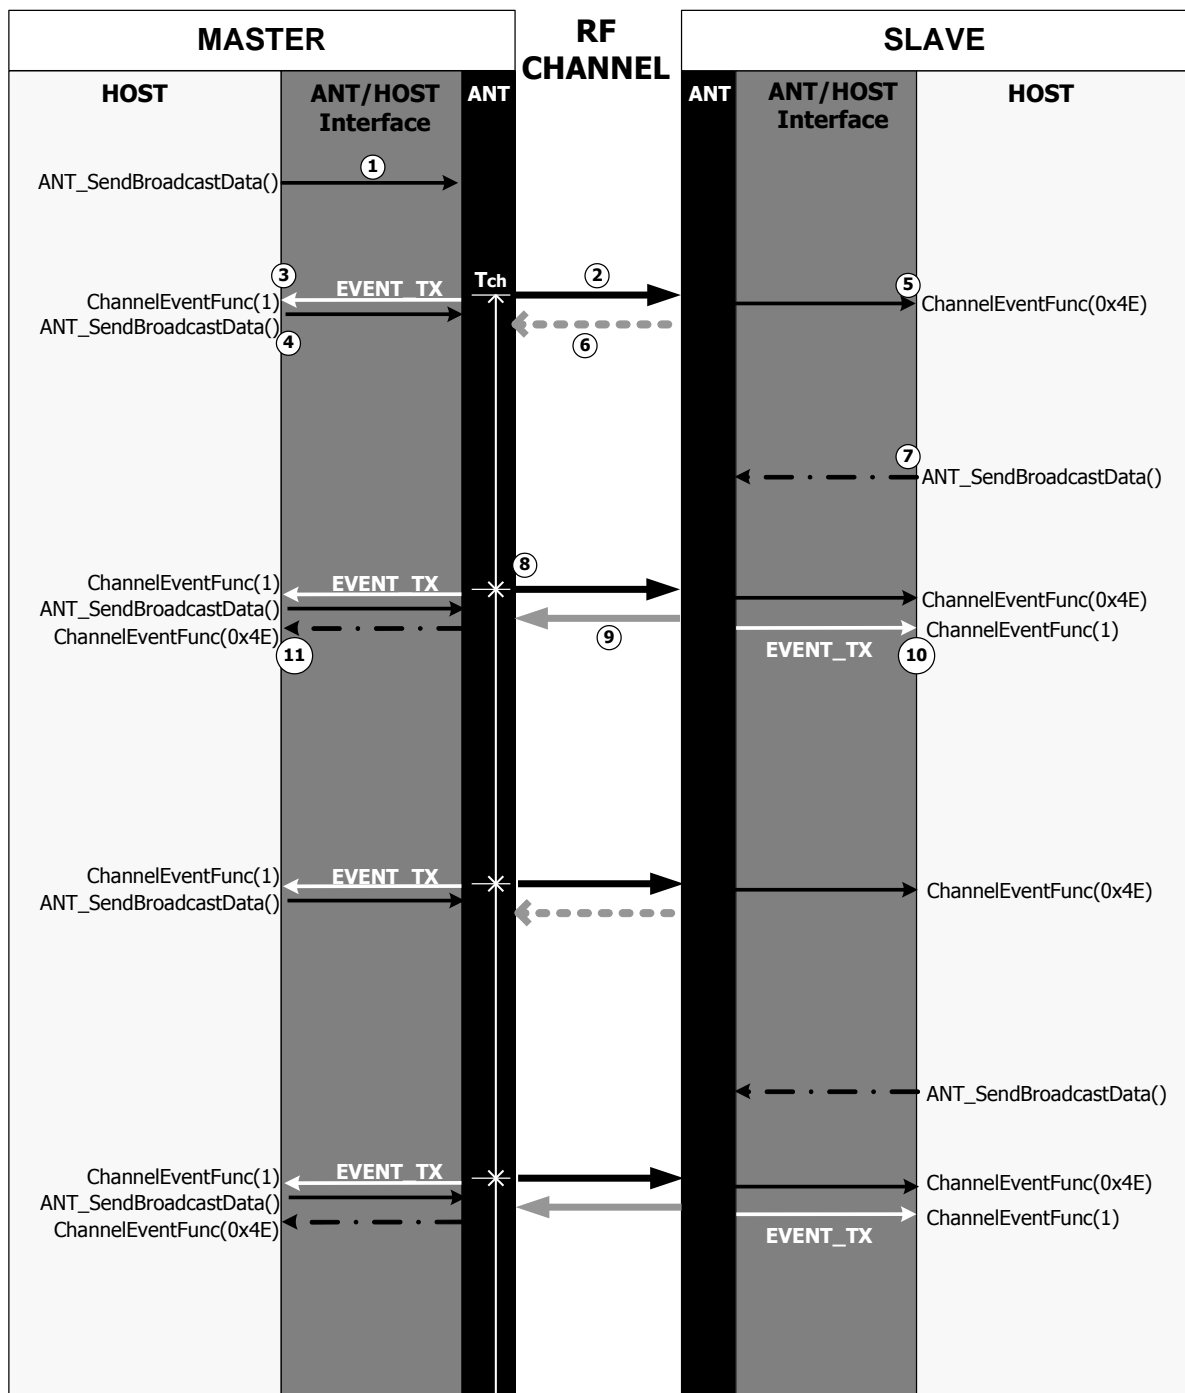 MASTER
RF
CHANNEL
SLAVE
HOST
ANT/HOST
Interface
ANT
ANT
ANT/HOST
Interface
HOST
1
ANT_SendBroadcastData()
3
EVENT_TX
Tch
2
5
ChannelEventFunc(1)
ANT_SendBroadcastData()
4
6
ChannelEventFunc(0x4E)
7
ANT_SendBroadcastData()
8
ChannelEventFunc(1)
EVENT_TX
ANT_SendBroadcastData()
ChannelEventFunc(0x4E)
11
9
ChannelEventFunc(0x4E)
ChannelEventFunc(1)
EVENT_TX
10
ChannelEventFunc(1)
EVENT_TX
ANT_SendBroadcastData()
ChannelEventFunc(0x4E)
ANT_SendBroadcastData()
ChannelEventFunc(1)
EVENT_TX
ANT_SendBroadcastData()
ChannelEventFunc(0x4E)
ChannelEventFunc(0x4E)
ChannelEventFunc(1)
EVENT_TX